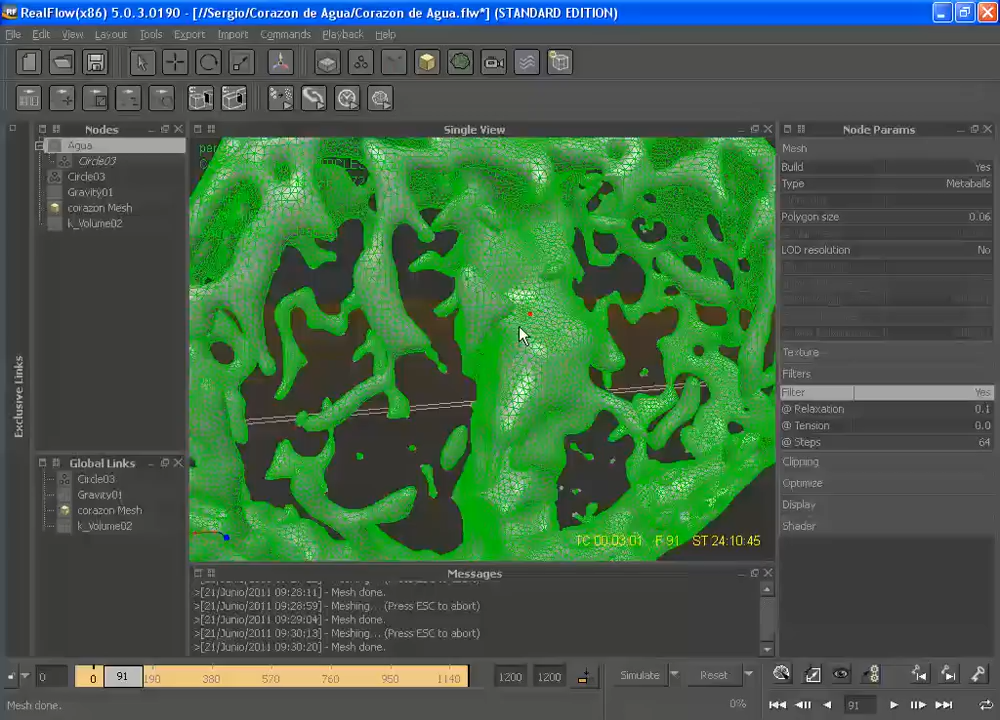 RealFlow(x86) 5.0.3.0190 - [//Sergio/Corazon de Agua/Corazon de Agua.flw*] (STANDARD EDITION)
File Edit View Layout Tools Export Import Commands Playback Help
Nodes
Agua
Circle03
Circle03
Gravity01
corazon Mesh
k_Volume02
Exclusive Links
Global Links
Circle03
Gravity01
corazon Mesh
k_Volume02
Single View
TC 00:03:01 F 91 ST 24:10:45
Messages
>[21/Junio/2011 09:28:11] - Mesh done.
>[21/Junio/2011 09:28:59] - Meshing... (Press ESC to abort)
>[21/Junio/2011 09:29:04] - Mesh done.
>[21/Junio/2011 09:30:13] - Meshing... (Press ESC to abort)
>[21/Junio/2011 09:30:20] - Mesh done.
Node Params
Mesh
Build Yes
Type Metaballs
Polygon size 0.06
LOD resolution No
Texture
Filters
Filter Yes
@ Relaxation 0.1
@ Tension 0.0
@ Steps 64
Clipping
Optimize
Display
Shader
0 0 91 190 380 570 760 950 1140 1200 1200 Simulate Reset
Mesh done. 0% 91